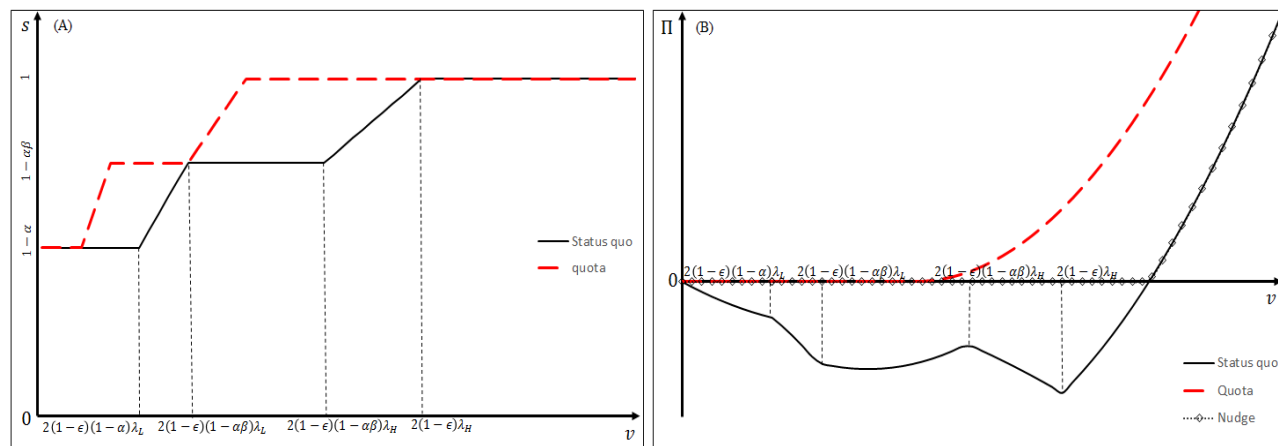 s (A)
1
1 − αβ
1 − α
0
Status quo
quota
2(1 − ϵ)(1 − α)λ_L 2(1 − ϵ)(1 − αβ)λ_L 2(1 − ϵ)(1 − αβ)λ_H 2(1 − ϵ)λ_H v
Π (B)
2(1 − ϵ)(1 − α)λ_L 2(1 − ϵ)(1 − αβ)λ_L 2(1 − ϵ)(1 − αβ)λ_H 2(1 − ϵ)λ_H
0
v
Status quo
Quota
Nudge